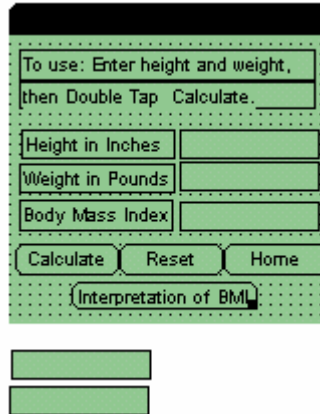 To use: Enter height and weight,
then Double Tap Calculate.
Height in Inches
Weight in Pounds
Body Mass Index
Calculate Reset Home
Interpretation of BMI